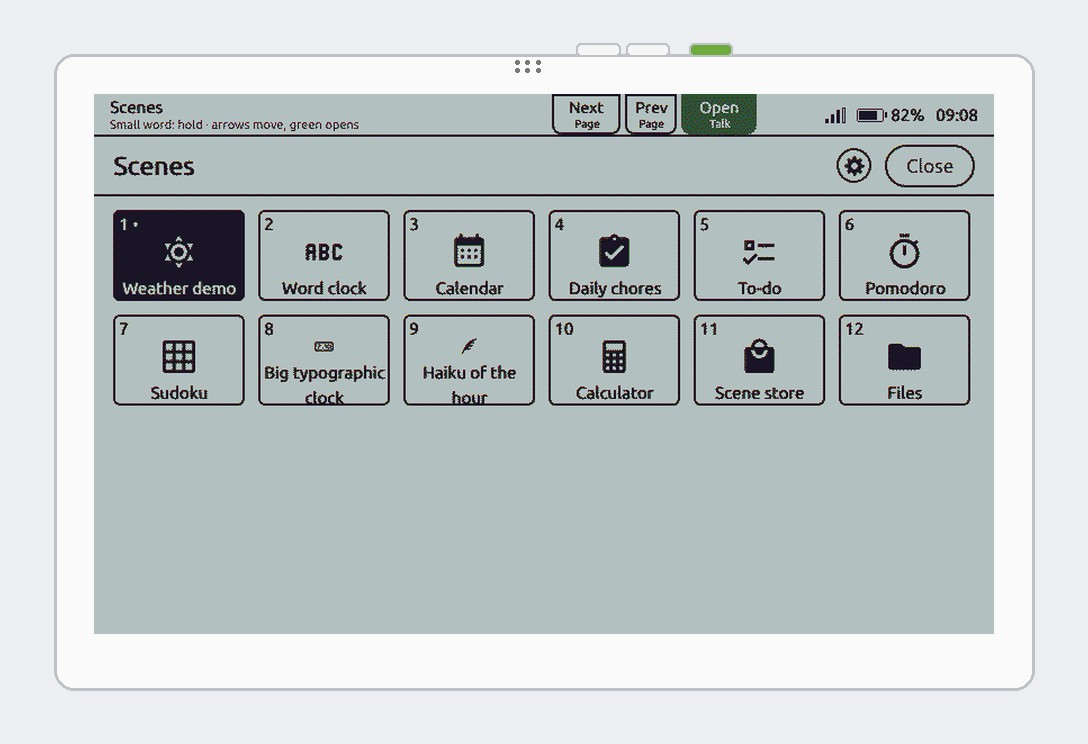 Scenes
Small word: hold · arrows move, green opens
Next
Page
Prev
Page
Open
Talk
82% 09:08
Scenes
Close
1 •
Weather demo
2
ABC
Word clock
3
Calendar
4
Daily chores
5
To-do
6
Pomodoro
7
Sudoku
8
Big typographic
clock
9
Haiku of the
hour
10
Calculator
11
Scene store
12
Files